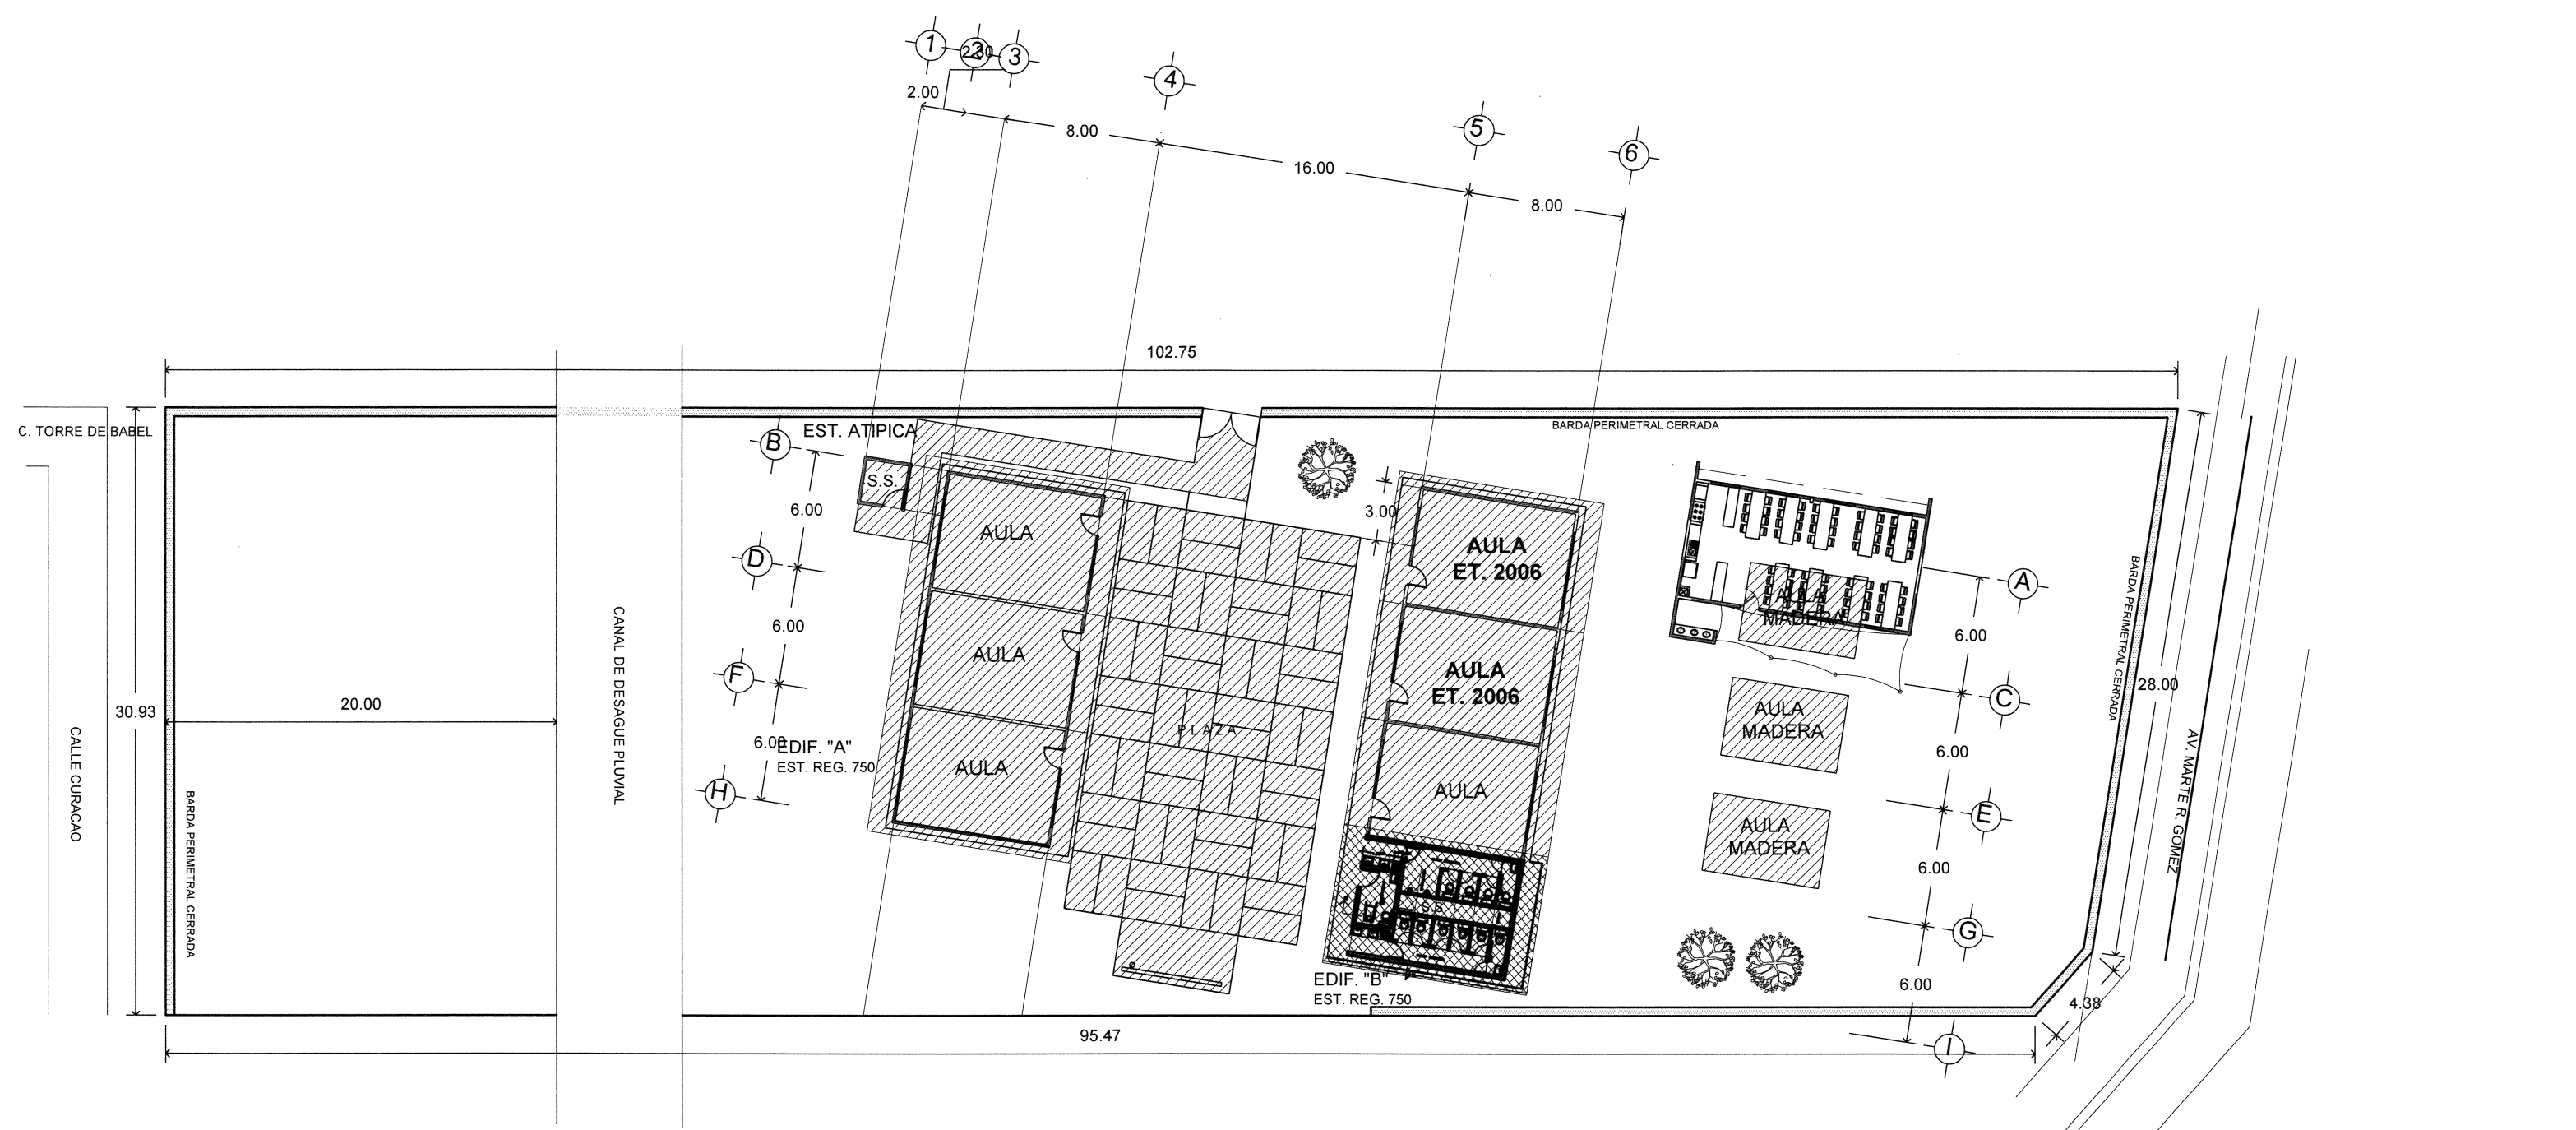 1
2
2.30
3
4
5
6
2.00
8.00
16.00
8.00
102.75
C. TORRE DE BABEL
EST. ATIPICA
BARDA PERIMETRAL CERRADA
B
S.S.
6.00
3.00
AULA
AULA
ET. 2006
D
A
AULA
MADERA
6.00
6.00
BARDA PERIMETRAL CERRADA
CANAL DE DESAGUE PLUVIAL
F
AULA
AULA
ET. 2006
28.00
C
20.00
30.93
AULA
MADERA
PLAZA
6.00
EDIF. "A"
EST. REG. 750
6.00
CALLE CURACAO
AULA
AULA
H
AV. MARTE R. GOMEZ
E
AULA
MADERA
BARDA PERIMETRAL CERRADA
6.00
S.S.
G
EDIF. "B"
EST. REG. 750
6.00
4.38
95.47
I